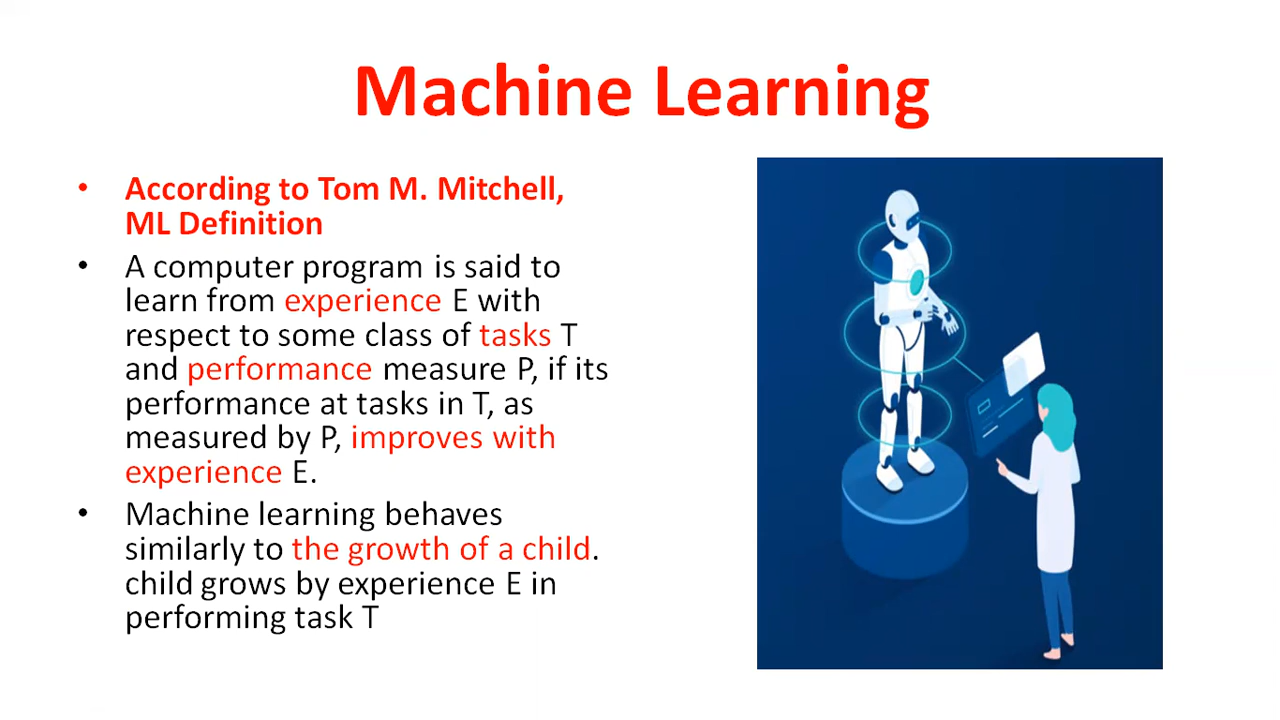 Machine Learning
• According to Tom M. Mitchell,
ML Definition
• A computer program is said to
learn from experience E with
respect to some class of tasks T
and performance measure P, if its
performance at tasks in T, as
measured by P, improves with
experience E.
• Machine learning behaves
similarly to the growth of a child.
child grows by experience E in
performing task T